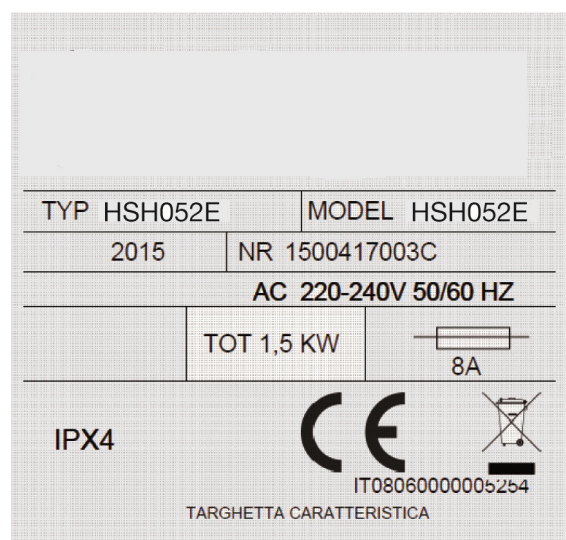 TYP HSH052E MODEL HSH052E
2015 NR 1500417003C
AC 220-240V 50/60 HZ
TOT 1,5 KW
8A
IPX4 CE
IT08060000005254
TARGHETTA CARATTERISTICA